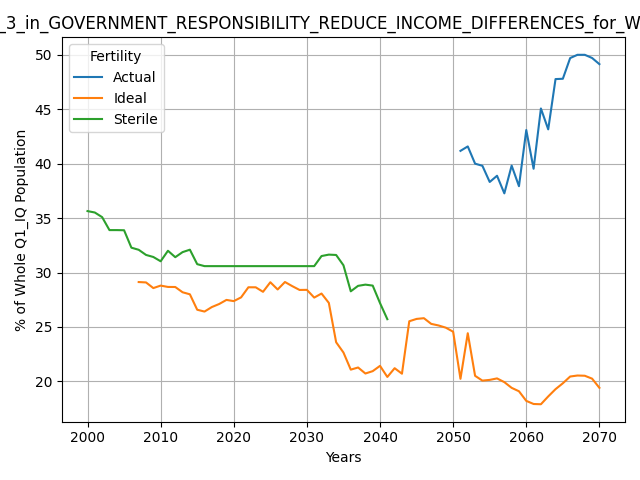 _3_in_GOVERNMENT_RESPONSIBILITY_REDUCE_INCOME_DIFFERENCES_for_W
Fertility
Actual
Ideal
Sterile
% of Whole Q1_IQ Population
50
45
40
35
30
25
20
2000 2010 2020 2030 2040 2050 2060 2070
Years